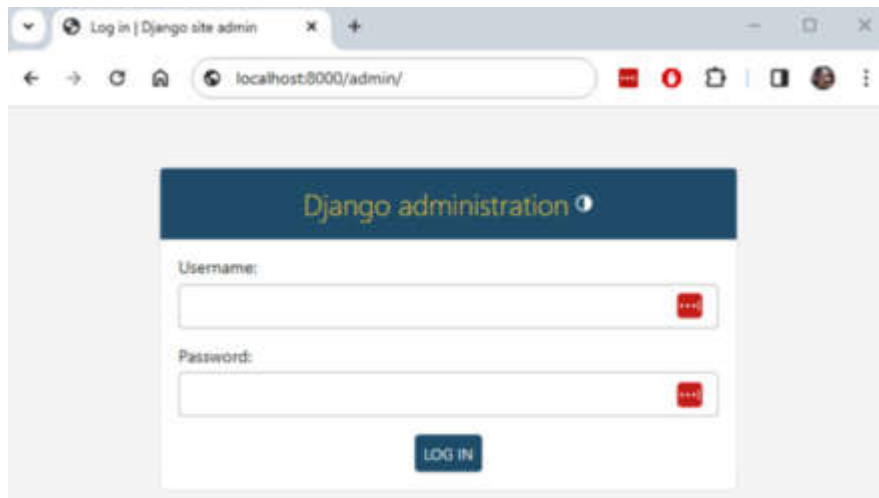 Log in | Django site admin
localhost:8000/admin/
Django administration
Username:
Password:
LOG IN